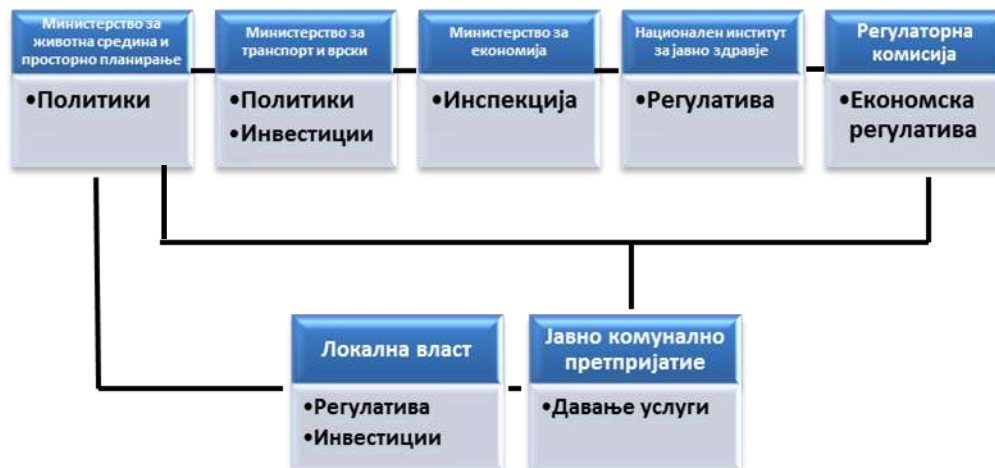 Министерство за
животна средина и
просторно планирање
•Политики
Министерство за
транспорт и врски
•Политики
•Инвестиции
Министерство за
економија
•Инспекција
Национален институт
за јавно здравје
•Регулатива
Регулаторна
комисија
•Економска
регулатива
Локална власт
•Регулатива
•Инвестиции
Јавно комунално
претпријатие
•Давање услуги